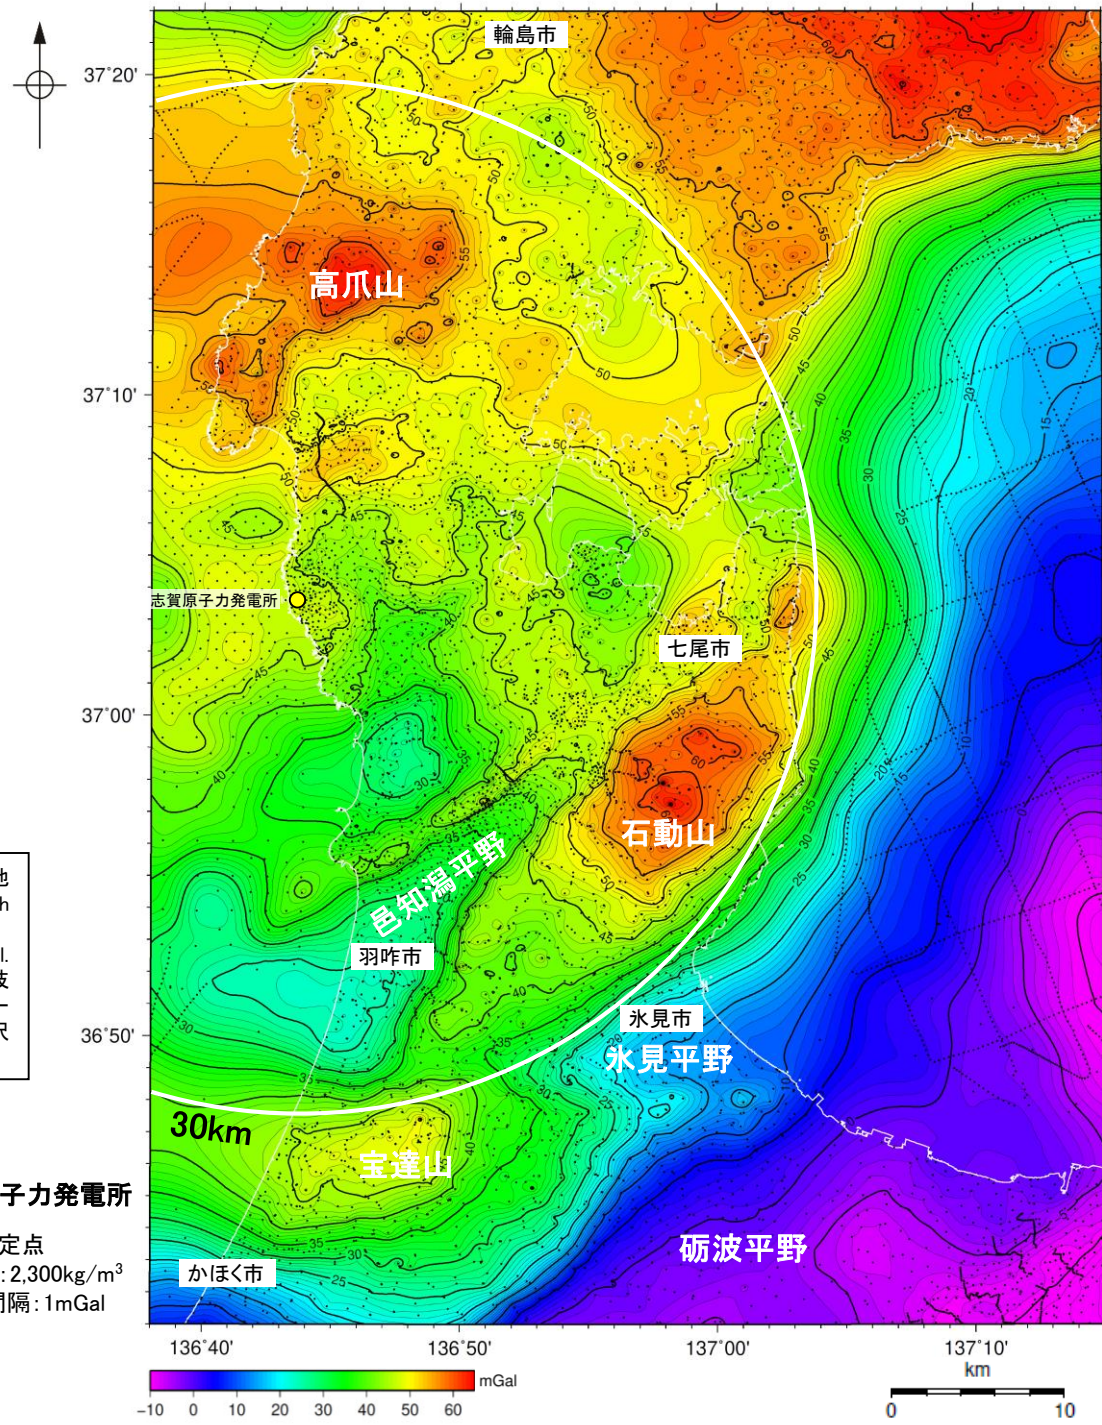 輪島市
37°20'
高爪山
37°10'
志賀原子力発電所
七尾市
37°00'
石動山
邑知潟平野
羽咋市
氷見市
36°50'
氷見平野
30km
宝達山
砺波平野
かほく市
地
h
l.
技
ー
沢
子力発電所
定点
:2,300kg/m³
間隔:1mGal
136°40'
136°50'
137°00'
137°10'
mGal
-10 0 10 20 30 40 50 60
km
0 10